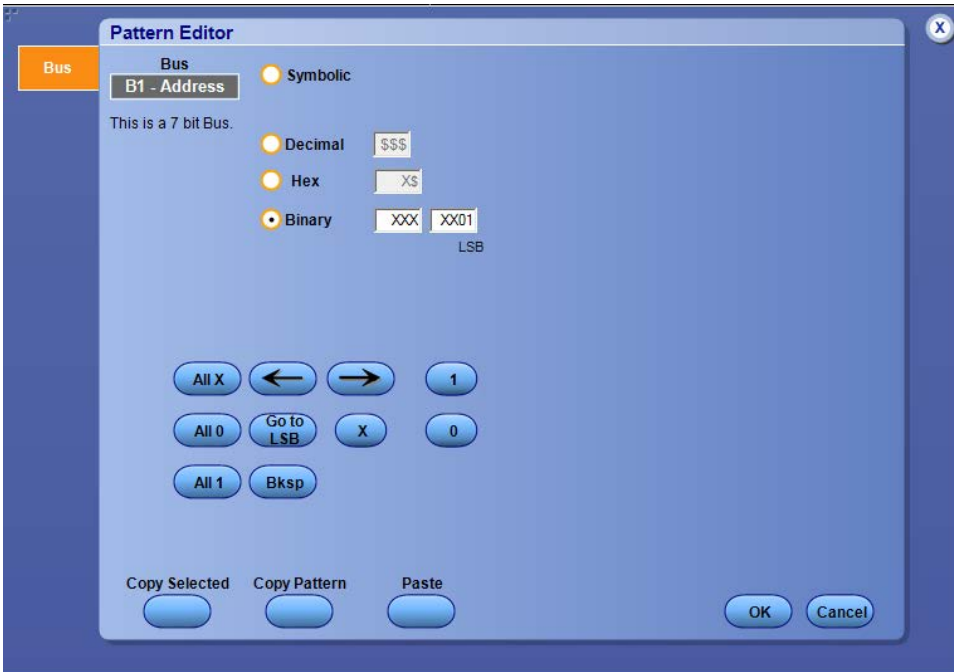 Pattern Editor
X
Bus
Bus
B1 - Address
This is a 7 bit Bus.
Symbolic
Decimal $$$
Hex X$
Binary XXX XX01
LSB
All X 1
All 0 Go to LSB X 0
All 1 Bksp
Copy Selected Copy Pattern Paste
OK Cancel